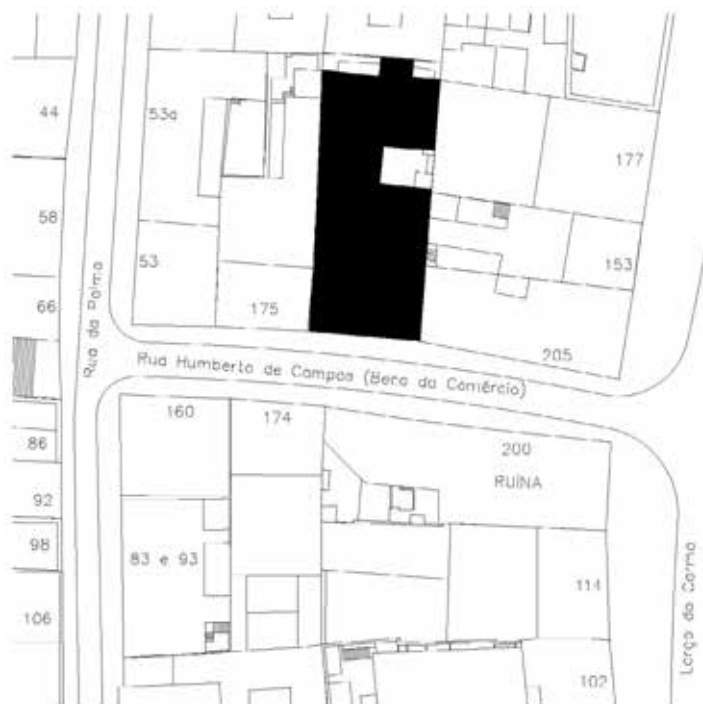 44
53a
177
58
53
153
66
175
205
Rua da Palma
Rua Humberto de Campos (Beco do Comércio)
160
174
200
RUÍNA
86
92
98
83 e 93
114
106
102
Largo do Carmo